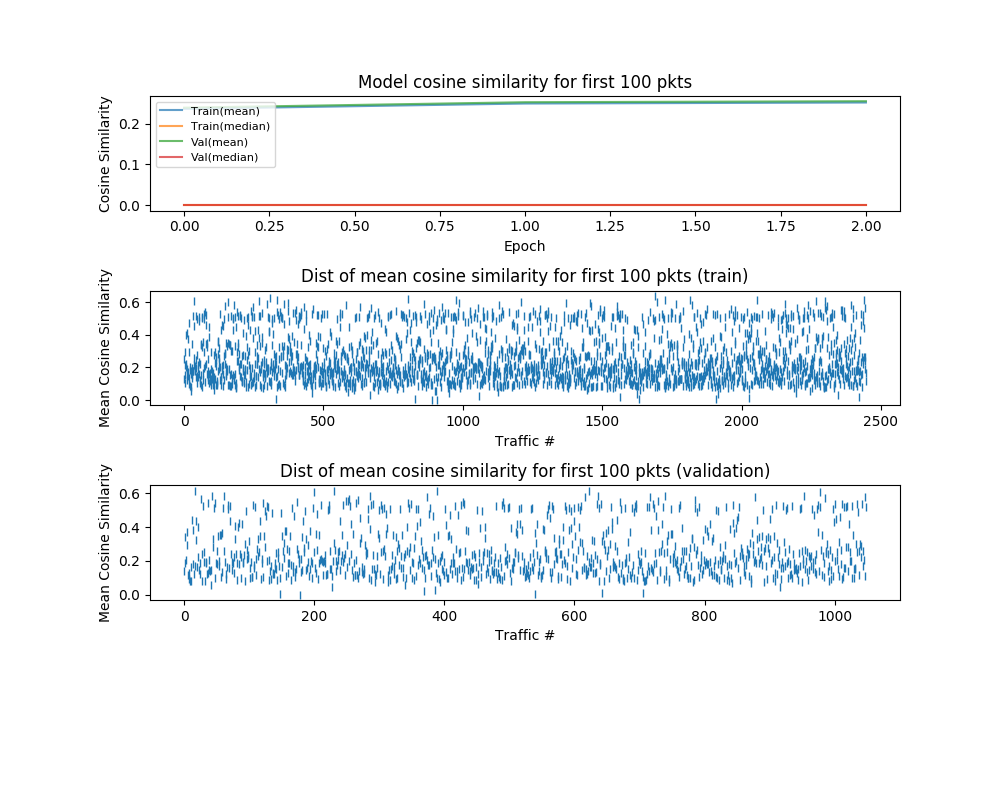 Model cosine similarity for first 100 pkts
Cosine Similarity
0.2
0.1
0.0
Train(mean)
Train(median)
Val(mean)
Val(median)
0.00 0.25 0.50 0.75 1.00 1.25 1.50 1.75 2.00
Epoch
Dist of mean cosine similarity for first 100 pkts (train)
Mean Cosine Similarity
0.6
0.4
0.2
0.0
0 500 1000 1500 2000 2500
Traffic #
Dist of mean cosine similarity for first 100 pkts (validation)
Mean Cosine Similarity
0.6
0.4
0.2
0.0
0 200 400 600 800 1000
Traffic #